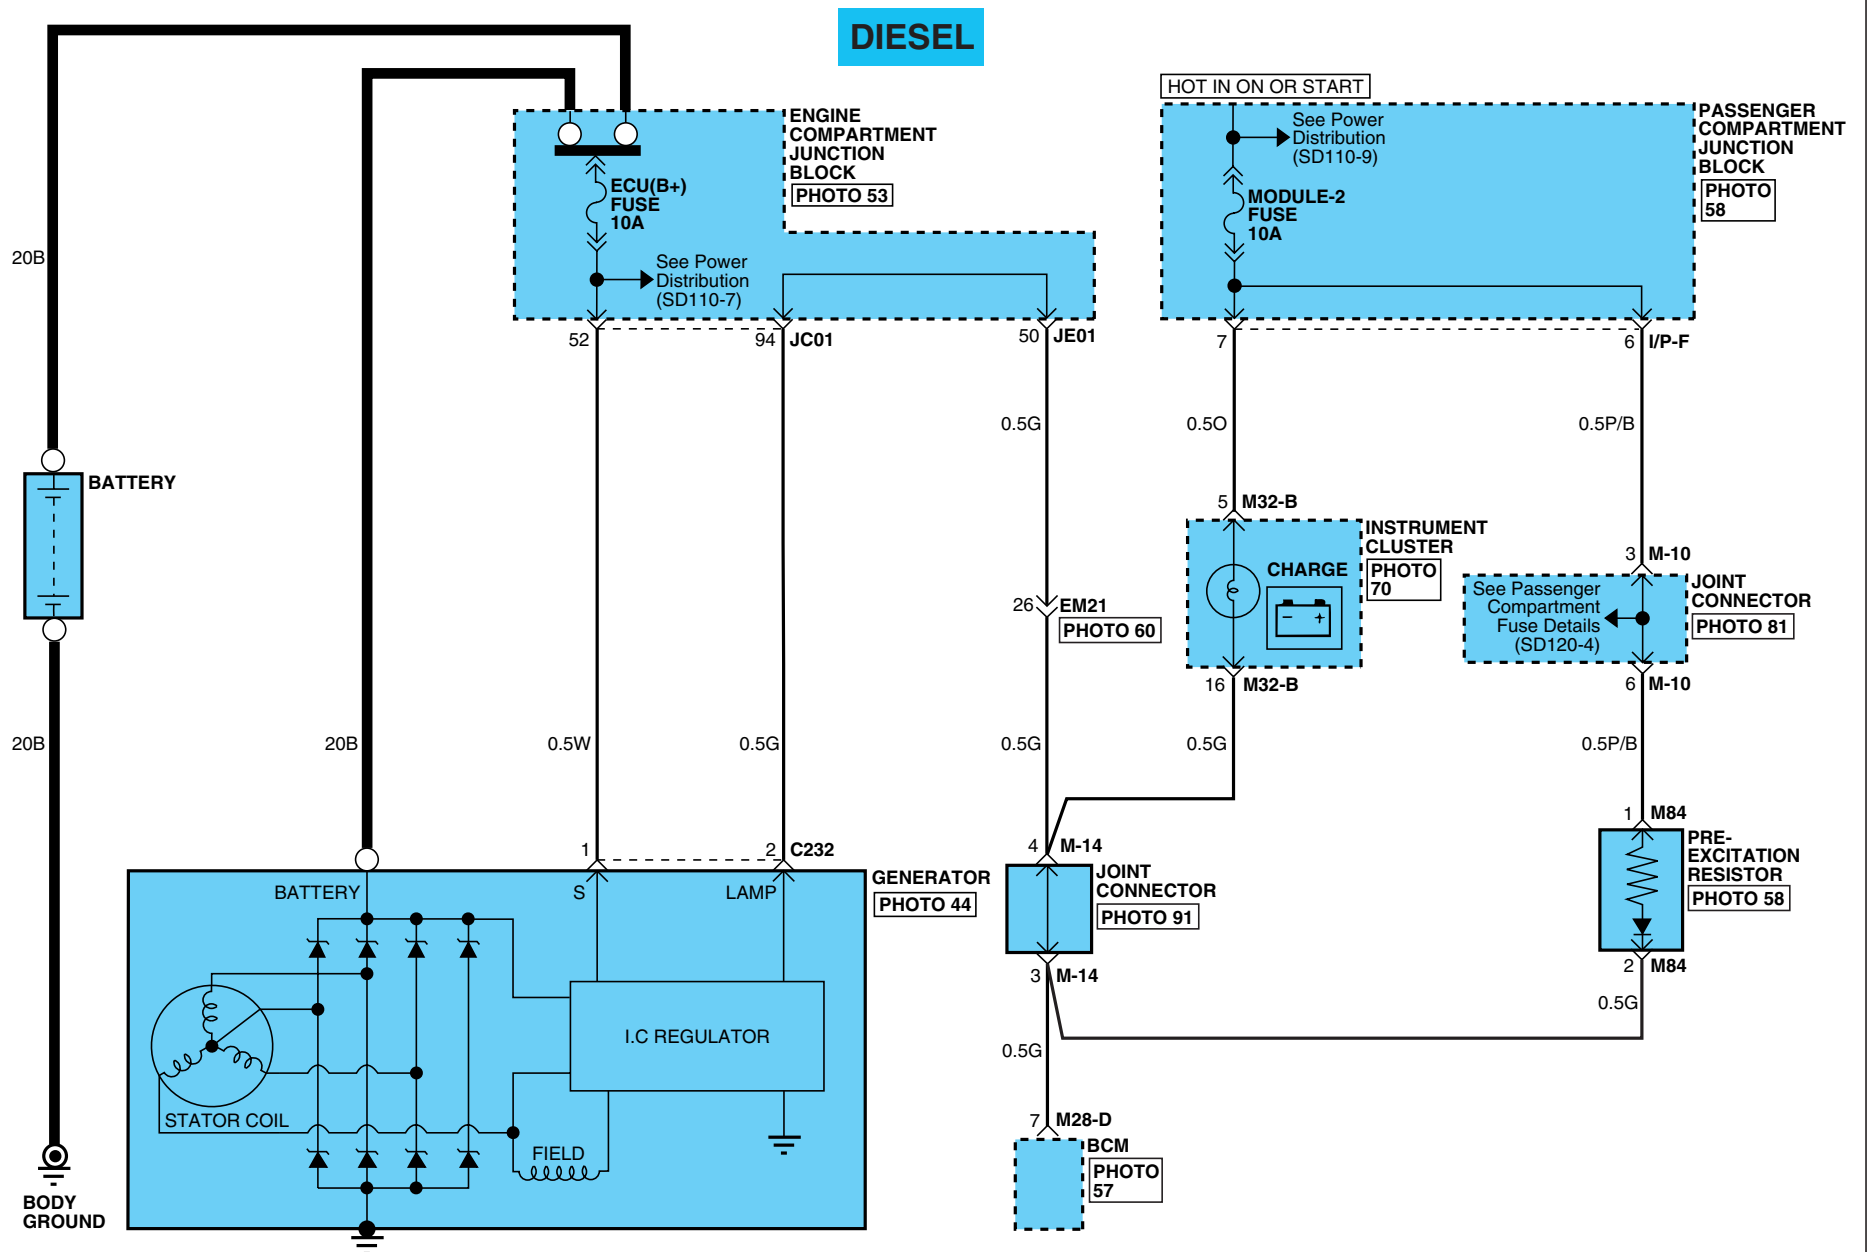 DIESEL
HOT IN ON OR START
ENGINE
COMPARTMENT
JUNCTION
BLOCK
PHOTO 53
ECU(B+)
FUSE
10A
See Power
Distribution
(SD110-7)
See Power
Distribution
(SD110-9)
MODULE-2
FUSE
10A
PASSENGER
COMPARTMENT
JUNCTION
BLOCK
PHOTO
58
20B
52
94 JC01
50 JE01
7
6 I/P-F
0.5G
0.5O
0.5P/B
BATTERY
5 M32-B
INSTRUMENT
CLUSTER
PHOTO
70
CHARGE
- +
3 M-10
See Passenger
Compartment
Fuse Details
(SD120-4)
JOINT
CONNECTOR
PHOTO 81
26 EM21
PHOTO 60
16 M32-B
6 M-10
20B
20B
0.5W
0.5G
0.5G
0.5G
0.5P/B
1
2 C232
4 M-14
1 M84
GENERATOR
PHOTO 44
BATTERY
S
LAMP
JOINT
CONNECTOR
PHOTO 91
PRE-
EXCITATION
RESISTOR
PHOTO 58
3 M-14
2 M84
0.5G
I.C REGULATOR
0.5G
STATOR COIL
FIELD
7 M28-D
BCM
PHOTO
57
BODY
GROUND